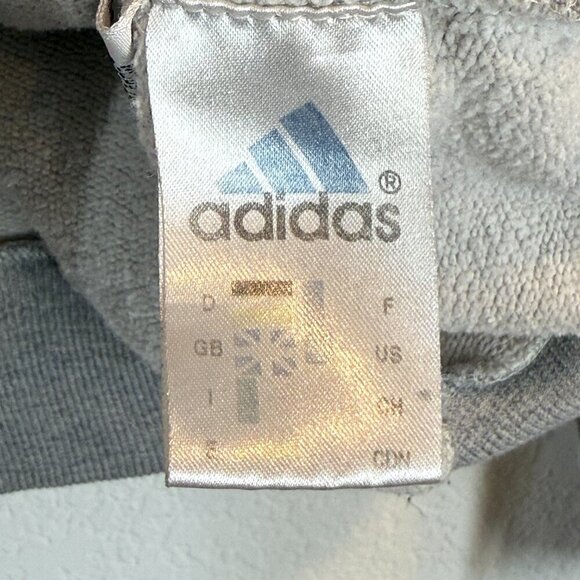 adidas®
D F
GB US
I CH
E CDN